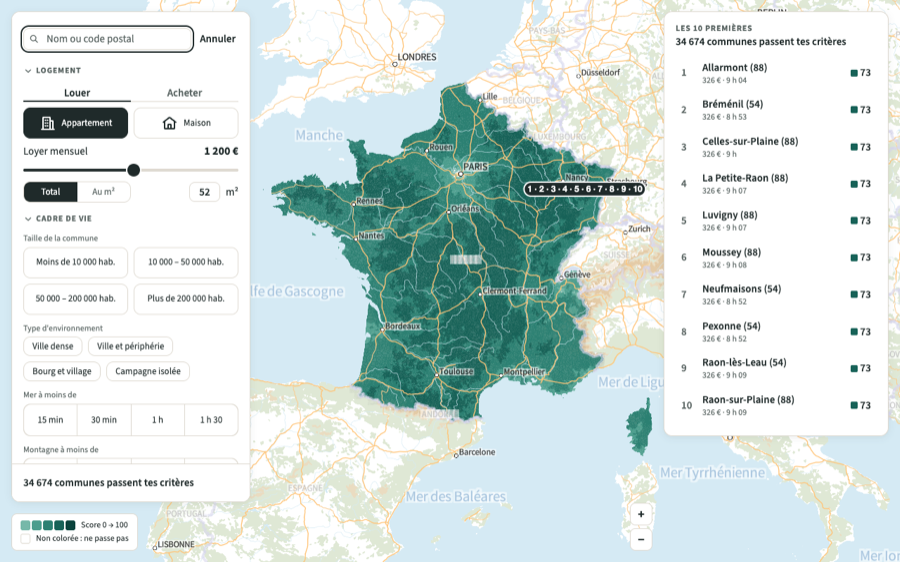 Nom ou code postal
Annuler
LOGEMENT
Louer
Acheter
Appartement
Maison
Loyer mensuel
1 200 €
Total
Au m²
52
m²
CADRE DE VIE
Taille de la commune
Moins de 10 000 hab.
10 000 – 50 000 hab.
50 000 – 200 000 hab.
Plus de 200 000 hab.
Type d'environnement
Ville dense
Ville et périphérie
Bourg et village
Campagne isolée
Mer à moins de
15 min
30 min
1 h
1 h 30
Montagne à moins de
34 674 communes passent tes critères
Score 0 → 100
Non colorée : ne passe pas
LONDRES
PAYS-BAS
Düsseldorf
Lille
BELGIQUE
LUXEMBOURG
Manche
Rouen
PARIS
Nancy
Strasbourg
1 · 2 · 3 · 4 · 5 · 6 · 7 · 8 · 9 · 10
Rennes
Orléans
Nantes
Zurich
SUISSE
Genève
Clermont Ferrand
lfe de Gascogne
Bordeaux
Toulouse
Montpellier
Mer de Ligu
ANDORRE
Barcelone
Mer Tyrrhénienne
ESPAGNE
Mer des Baléares
PORTUGAL
LISBONNE
Mer Ior
+
−
LES 10 PREMIÈRES
34 674 communes passent tes critères
1 Allarmont (88) 73
326 € · 9 h 04
2 Bréménil (54) 73
326 € · 8 h 53
3 Celles-sur-Plaine (88) 73
326 € · 9 h
4 La Petite-Raon (88) 73
326 € · 9 h 07
5 Luvigny (88) 73
326 € · 9 h 07
6 Moussey (88) 73
326 € · 9 h 08
7 Neufmaisons (54) 73
326 € · 8 h 52
8 Pexonne (54) 73
326 € · 8 h 52
9 Raon-lès-Leau (54) 73
326 € · 9 h 09
10 Raon-sur-Plaine (88) 73
326 € · 9 h 09